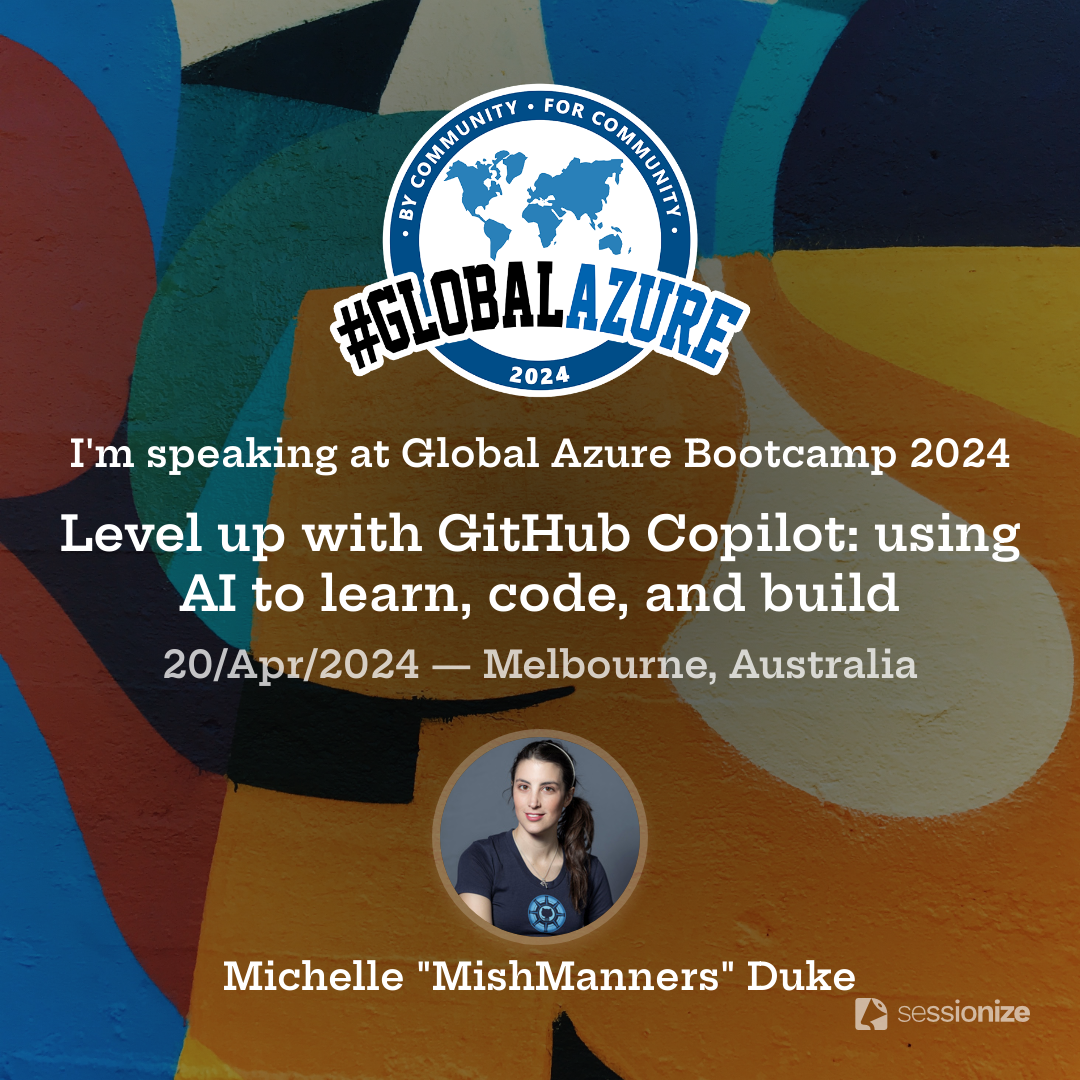 • BY COMMUNITY • FOR COMMUNITY •
#GLOBALAZURE
2024
I'm speaking at Global Azure Bootcamp 2024
Level up with GitHub Copilot: using
AI to learn, code, and build
20/Apr/2024 — Melbourne, Australia
Michelle "MishManners" Duke
sessionize